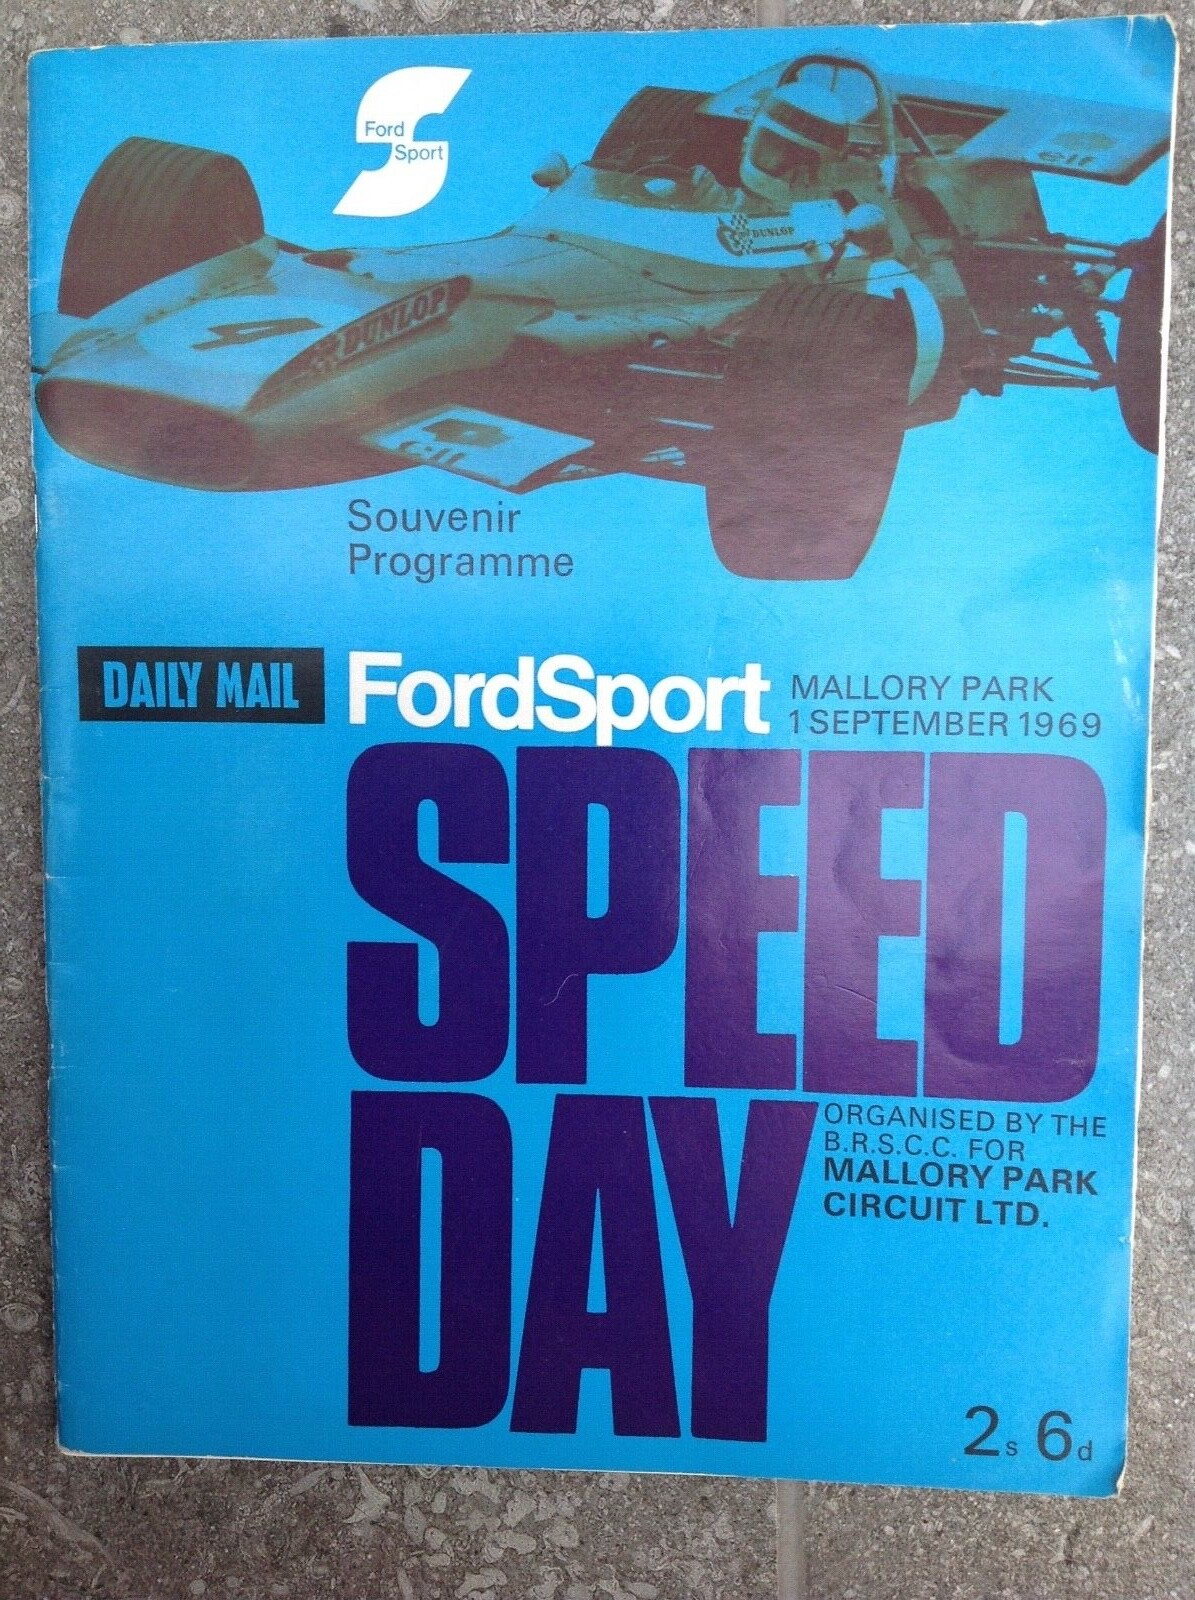 Ford
Sport
elf
DUNLOP
4
DUNLOP
elf
Souvenir
Programme
DAILY MAIL
FordSport
MALLORY PARK
1 SEPTEMBER 1969
SPEED
DAY
ORGANISED BY THE
B.R.S.C.C. FOR
MALLORY PARK
CIRCUIT LTD.
2s 6d